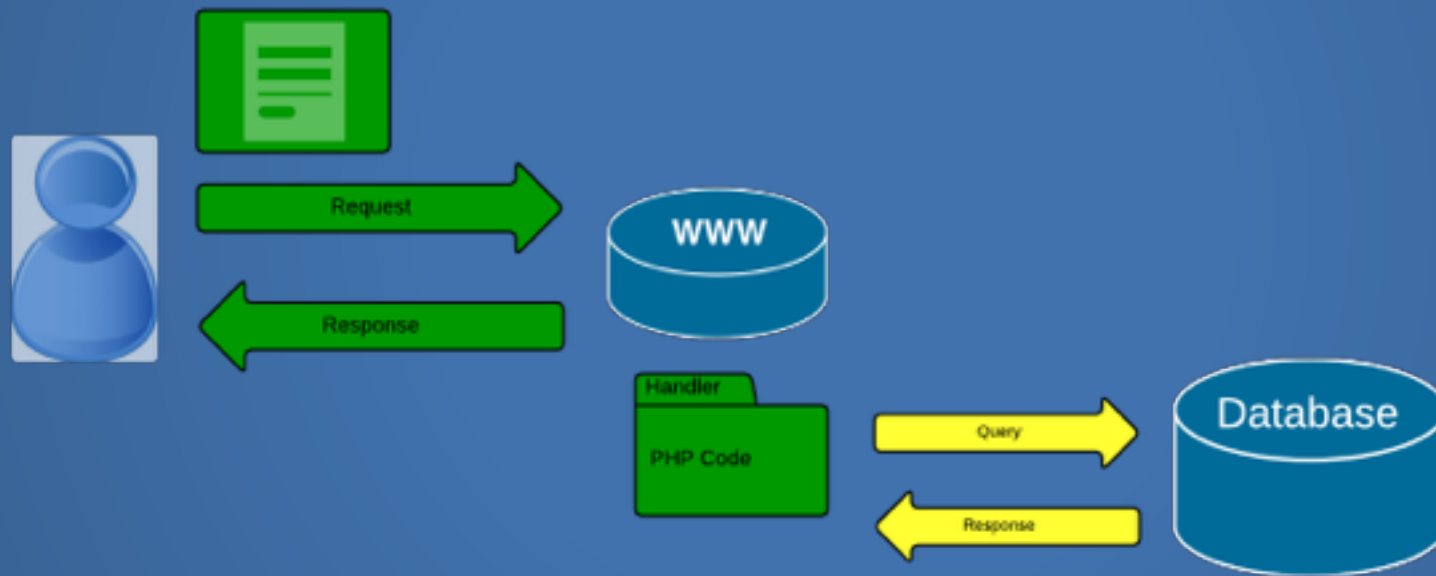 Request
WWW
Response
Handler
PHP Code
Query
Response
Database